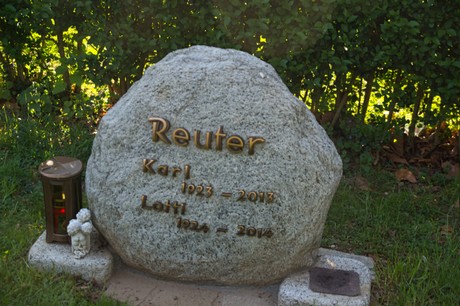 Reuter
Karl
1923 - 2013
Lotti
1924 - 2014